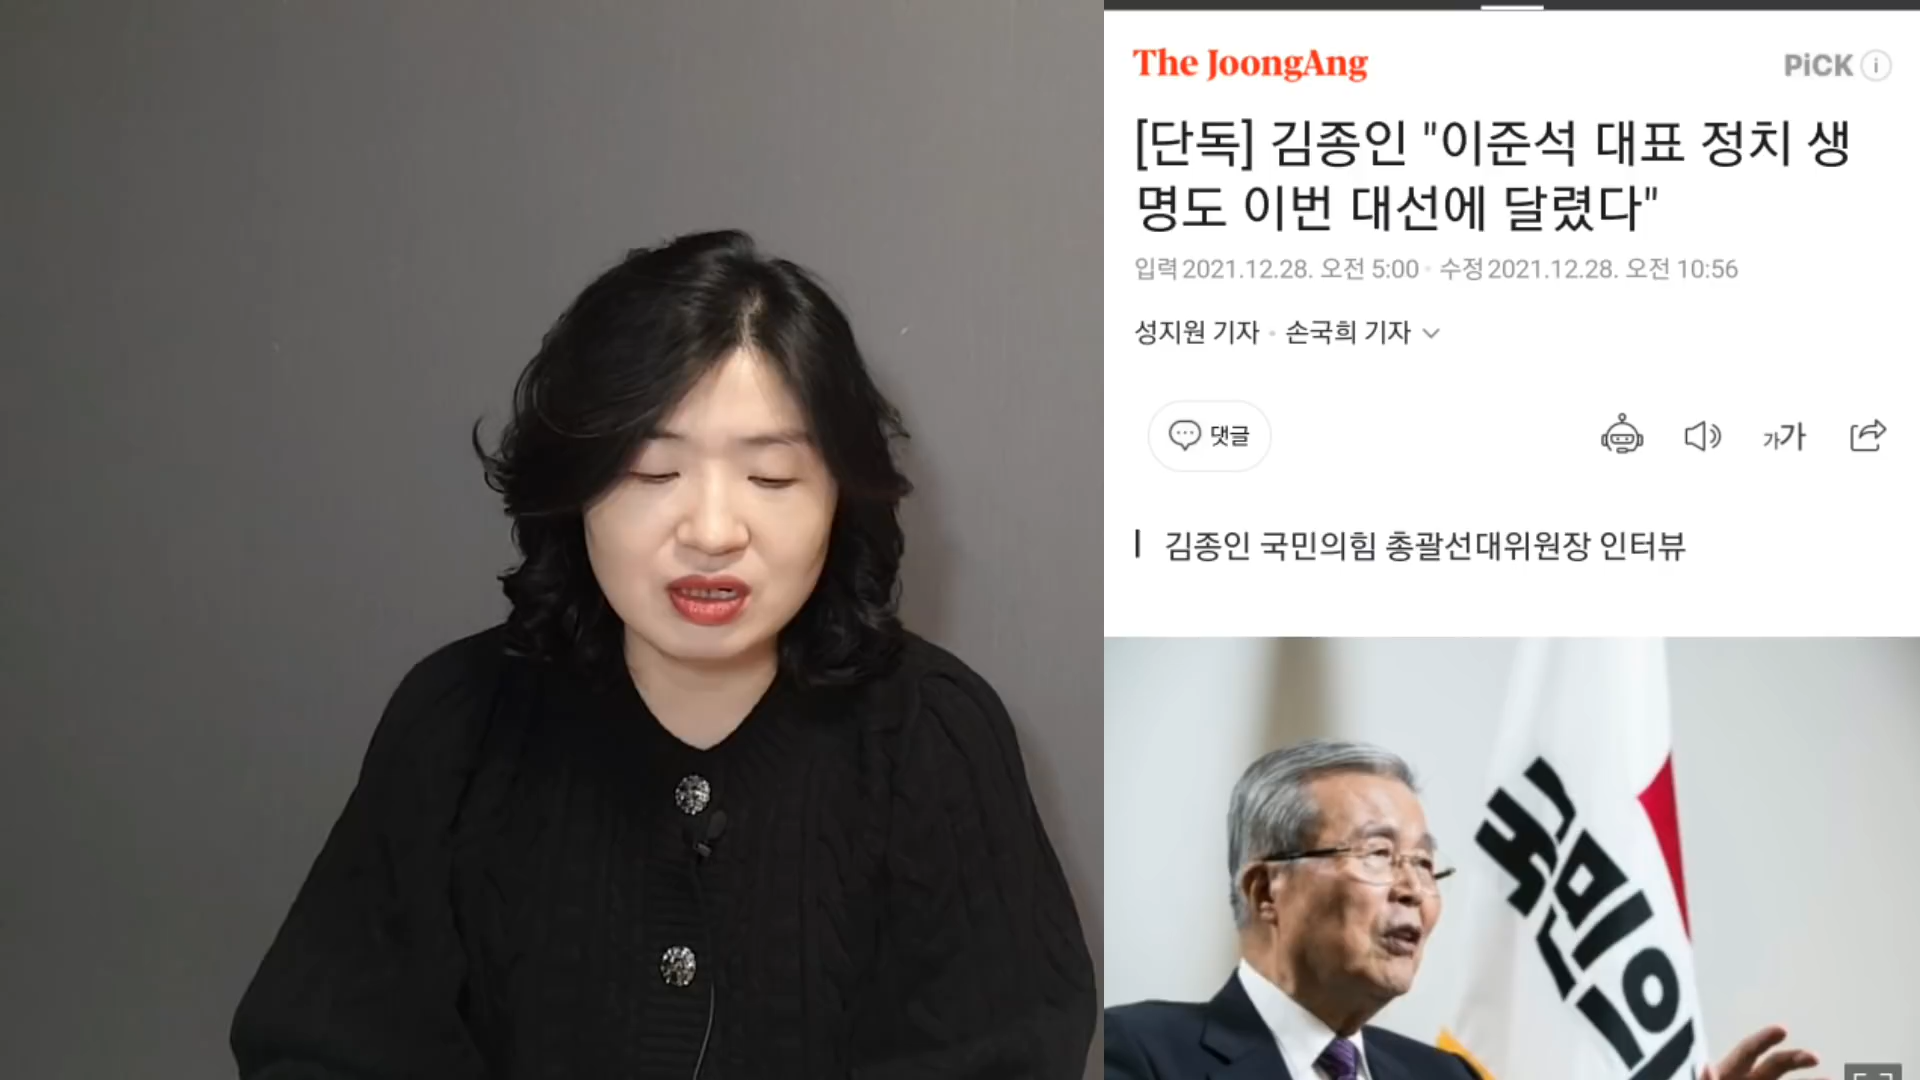 The JoongAng
PiCK i
[단독] 김종인 "이준석 대표 정치 생
명도 이번 대선에 달렸다"
입력 2021.12.28. 오전 5:00 · 수정 2021.12.28. 오전 10:56
성지원 기자 · 손국희 기자
댓글
가가
김종인 국민의힘 총괄선대위원장 인터뷰
국민의